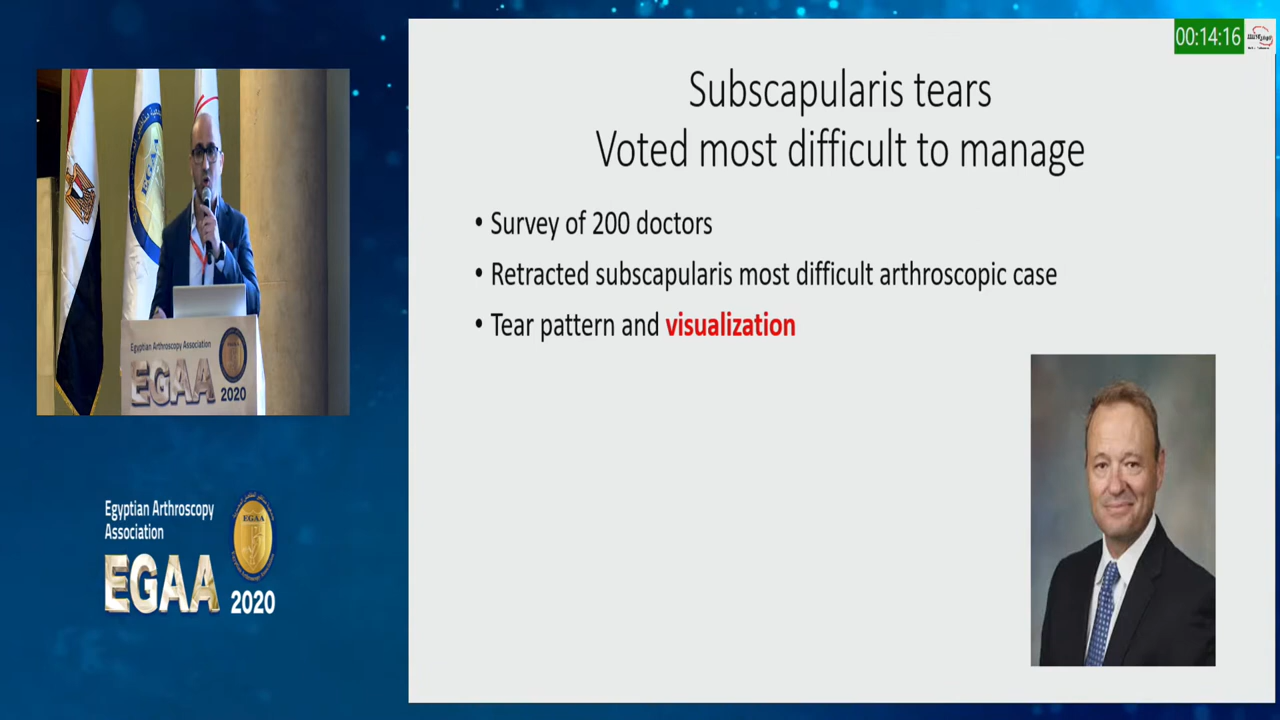 00:14:16
Subscapularis tears
Voted most difficult to manage
• Survey of 200 doctors
• Retracted subscapularis most difficult arthroscopic case
• Tear pattern and visualization
EGAA
Egyptian Arthroscopy Association
EGAA
2020
Egyptian Arthroscopy
Association
EGAA
EGAA
2020